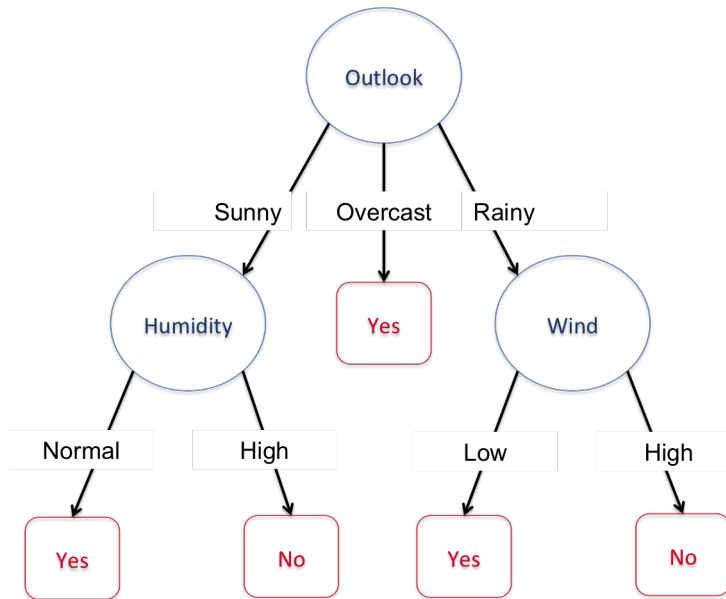 Outlook
Sunny Overcast Rainy
Humidity Yes Wind
Normal High Low High
Yes No Yes No